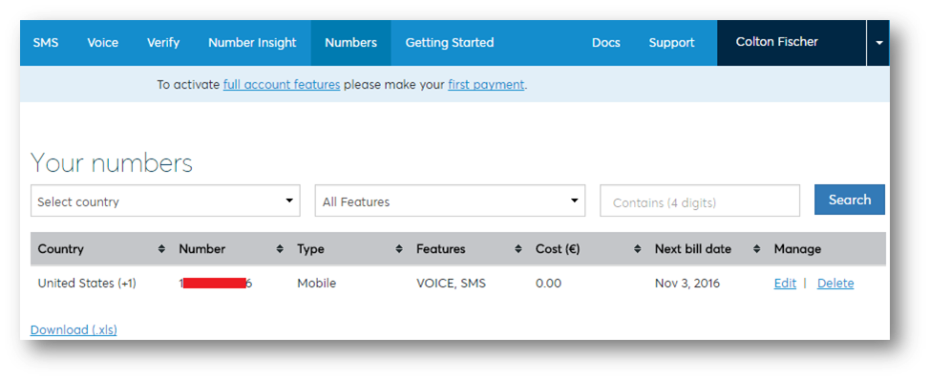 SMS Voice Verify Number Insight Numbers Getting Started Docs Support Colton Fischer
To activate full account features please make your first payment.
Your numbers
Select country All Features Contains (4 digits) Search
Country Number Type Features Cost (€) Next bill date Manage
United States (+1) 1 6 Mobile VOICE, SMS 0.00 Nov 3, 2016 Edit | Delete
Download (.xls)